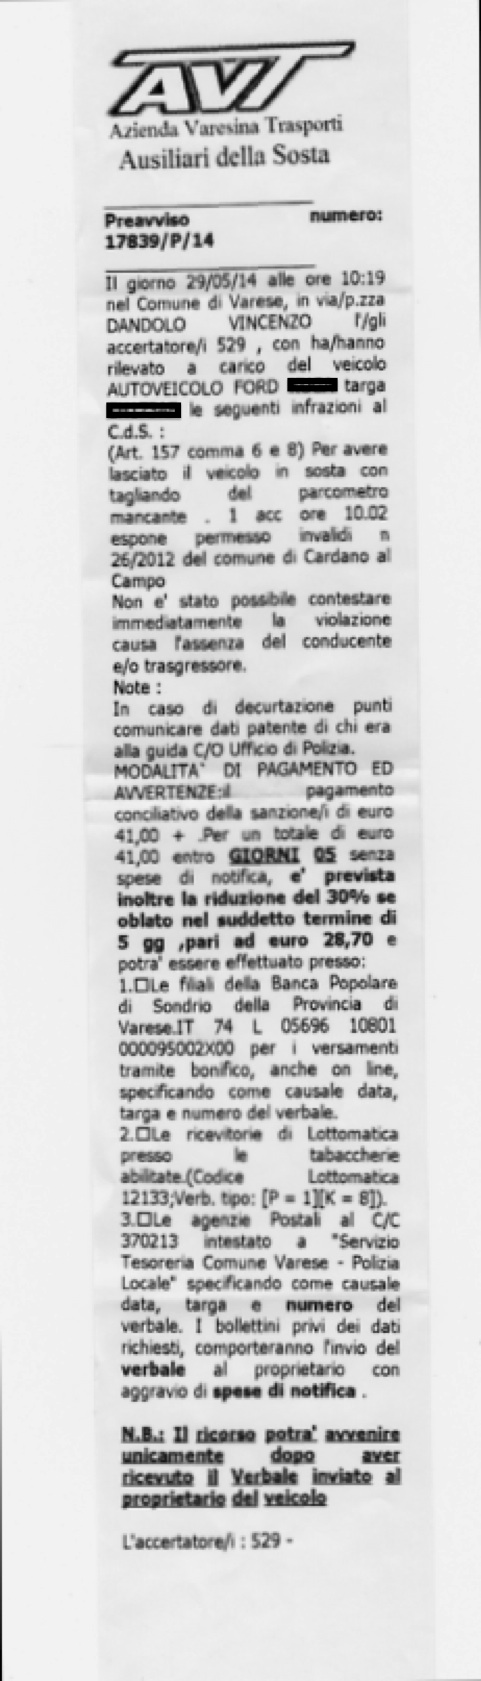 AVT
Azienda Varesina Trasporti
Ausiliari della Sosta
Preavviso numero:
17839/P/14
Il giorno 29/05/14 alle ore 10:19
nel Comune di Varese, in via/p.zza
DANDOLO VINCENZO l'/gli
accertatore/i 529 , con ha/hanno
rilevato a carico del veicolo
AUTOVEICOLO FORD targa
le seguenti infrazioni al
C.d.S. :
(Art. 157 comma 6 e 8) Per avere
lasciato il veicolo in sosta con
tagliando del parcometro
mancante . 1 acc ore 10.02
espone permesso invalidi n
26/2012 del comune di Cardano al
Campo
Non e' stato possibile contestare
immediatamente la violazione
causa l'assenza del conducente
e/o trasgressore.
Note :
In caso di decurtazione punti
comunicare dati patente di chi era
alla guida C/O Ufficio di Polizia.
MODALITA` DI PAGAMENTO ED
AVVERTENZE:il pagamento
conciliativo della sanzione/i di euro
41,00 + .Per un totale di euro
41,00 entro GIORNI 05 senza
spese di notifica, e' prevista
inoltre la riduzione del 30% se
oblato nel suddetto termine di
5 gg ,pari ad euro 28,70 e
potra' essere effettuato presso:
1.□Le filiali della Banca Popolare
di Sondrio della Provincia di
Varese.IT 74 L 05696 10801
000095002X00 per i versamenti
tramite bonifico, anche on line,
specificando come causale data,
targa e numero del verbale.
2.□Le ricevitorie di Lottomatica
presso le tabaccherie
abilitate.(Codice Lottomatica
12133;Verb. tipo: [P = 1][K = 8]).
3.□Le agenzie Postali al C/C
370213 intestato a "Servizio
Tesoreria Comune Varese - Polizia
Locale" specificando come causale
data, targa e numero del
verbale. I bollettini privi dei dati
richiesti, comporteranno l'invio del
verbale al proprietario con
aggravio di spese di notifica .
N.B.: Il ricorso potra' avvenire
unicamente dopo aver
ricevuto il Verbale inviato al
proprietario del veicolo
L'accertatore/i : 529 -